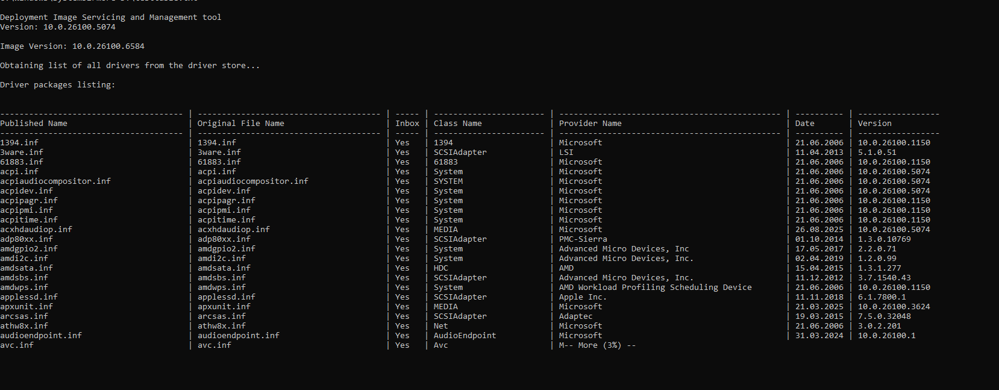 Deployment Image Servicing and Management tool
Version: 10.0.26100.5074
Image Version: 10.0.26100.6584
Obtaining list of all drivers from the driver store...
Driver packages listing:
-------------------------------------- | -------------------------------------- | ----- | ----------------------- | ---------------------------------------------- | ---------- | -----------------
Published Name | Original File Name | Inbox | Class Name | Provider Name | Date | Version
-------------------------------------- | -------------------------------------- | ----- | ----------------------- | ---------------------------------------------- | ---------- | -----------------
1394.inf | 1394.inf | Yes | 1394 | Microsoft | 21.06.2006 | 10.0.26100.1150
3ware.inf | 3ware.inf | Yes | SCSIAdapter | LSI | 11.04.2013 | 5.1.0.51
61883.inf | 61883.inf | Yes | 61883 | Microsoft | 21.06.2006 | 10.0.26100.1150
acpi.inf | acpi.inf | Yes | System | Microsoft | 21.06.2006 | 10.0.26100.5074
acpiaudiocompositor.inf | acpiaudiocompositor.inf | Yes | SYSTEM | Microsoft | 21.06.2006 | 10.0.26100.5074
acpidev.inf | acpidev.inf | Yes | System | Microsoft | 21.06.2006 | 10.0.26100.5074
acpipagr.inf | acpipagr.inf | Yes | System | Microsoft | 21.06.2006 | 10.0.26100.1150
acpipmi.inf | acpipmi.inf | Yes | System | Microsoft | 21.06.2006 | 10.0.26100.1150
acpitime.inf | acpitime.inf | Yes | System | Microsoft | 21.06.2006 | 10.0.26100.1150
acxhdaudiop.inf | acxhdaudiop.inf | Yes | MEDIA | Microsoft | 26.08.2025 | 10.0.26100.5074
adp80xx.inf | adp80xx.inf | Yes | SCSIAdapter | PMC-Sierra | 01.10.2014 | 1.3.0.10769
amdgpio2.inf | amdgpio2.inf | Yes | System | Advanced Micro Devices, Inc | 17.05.2017 | 2.2.0.71
amdi2c.inf | amdi2c.inf | Yes | System | Advanced Micro Devices, Inc. | 02.04.2019 | 1.2.0.99
amdsata.inf | amdsata.inf | Yes | HDC | AMD | 15.04.2015 | 1.3.1.277
amdsbs.inf | amdsbs.inf | Yes | SCSIAdapter | Advanced Micro Devices, Inc. | 11.12.2012 | 3.7.1540.43
amdwps.inf | amdwps.inf | Yes | System | AMD Workload Profiling Scheduling Device | 21.06.2006 | 10.0.26100.1150
applessd.inf | applessd.inf | Yes | SCSIAdapter | Apple Inc. | 11.11.2018 | 6.1.7800.1
apxunit.inf | apxunit.inf | Yes | MEDIA | Microsoft | 21.03.2025 | 10.0.26100.3624
arcsas.inf | arcsas.inf | Yes | SCSIAdapter | Adaptec | 19.03.2015 | 7.5.0.32048
athw8x.inf | athw8x.inf | Yes | Net | Microsoft | 21.06.2006 | 3.0.2.201
audioendpoint.inf | audioendpoint.inf | Yes | AudioEndpoint | Microsoft | 31.03.2024 | 10.0.26100.1
avc.inf | avc.inf | Yes | Avc | M-- More (3%) --